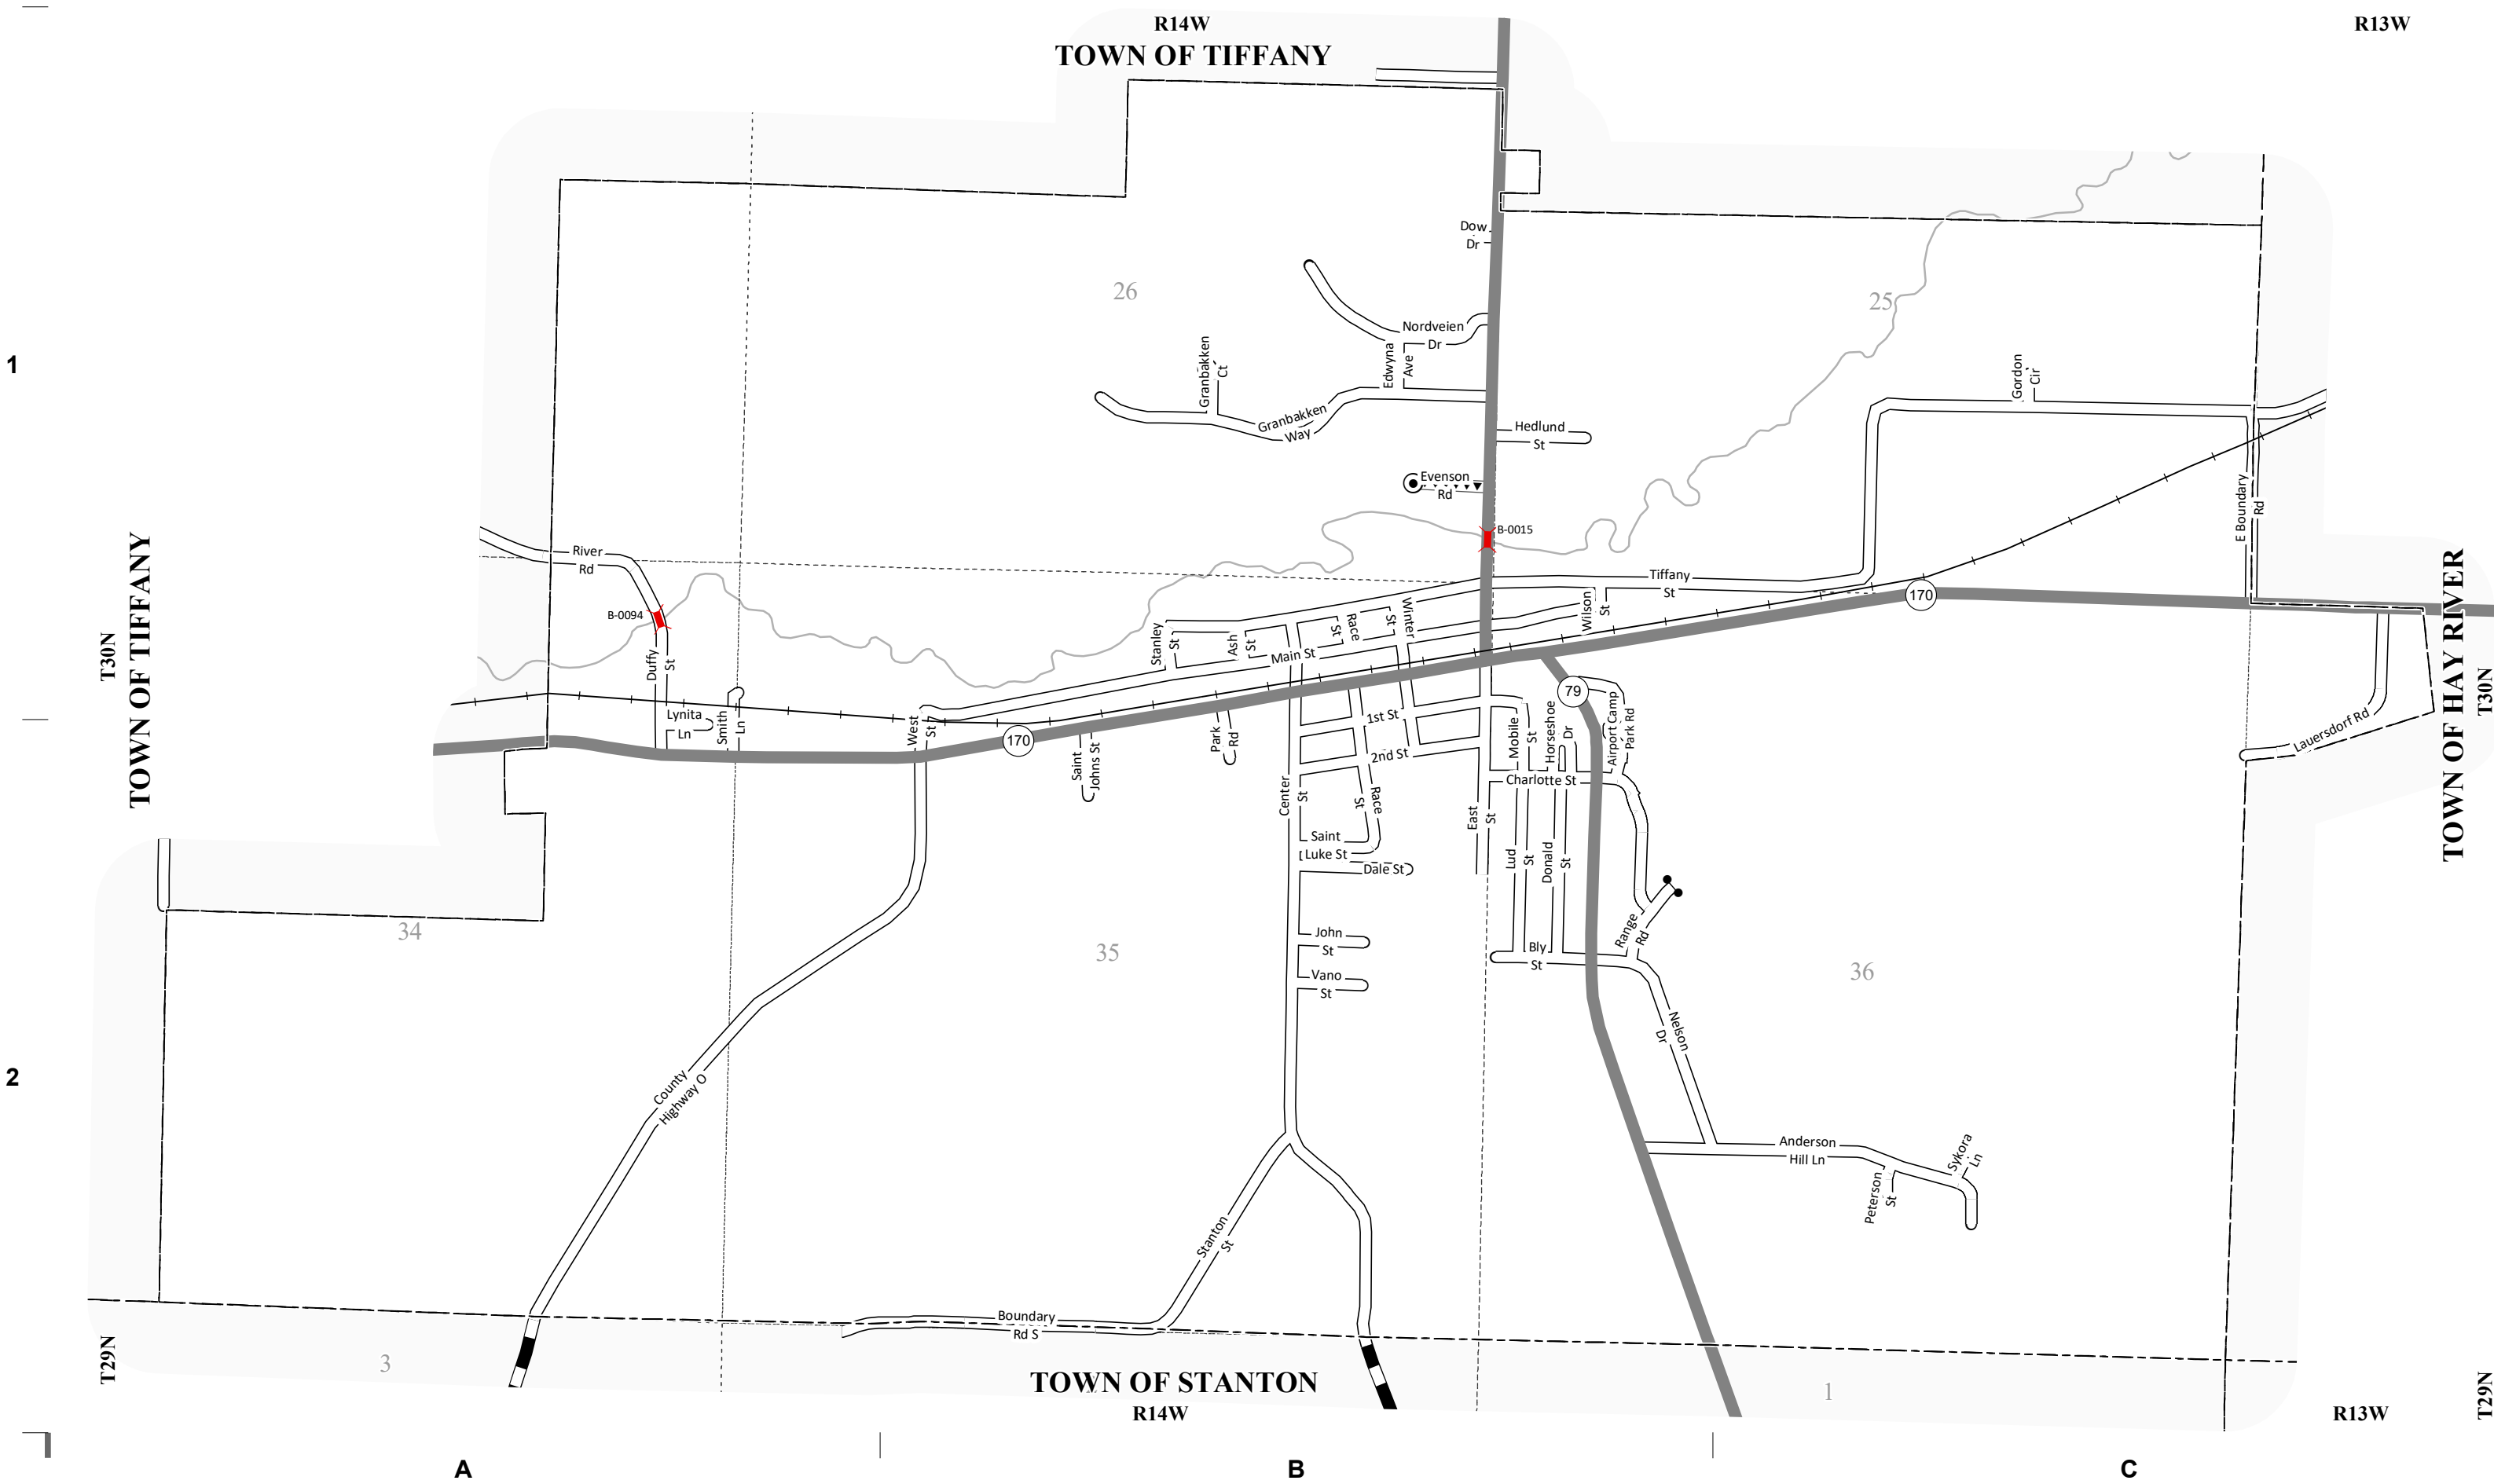 R14W
R13W
TOWN OF TIFFANY
Dow
Dr
26
25
Nordveien
Dr
Edwyna
Ave
Granbakken
Ct
Granbakken
Way
Gordon
Cir
1
Hedlund
St
Evenson
Rd
B-0015
E Boundary
Rd
River
Rd
B-0094
Tiffany
St
170
Wilson
St
Winter
St
Race
St
Ash
St
Stanley
St
Main St
Duffy
St
TOWN OF TIFFANY
T30N
TOWN OF HAY RIVER
T30N
Lynita
Ln
Smith
Ln
West
St
170
Saint
Johns St
Park
Rd
1st St
2nd St
79
Mobile
St
Horseshoe
Dr
Airport Camp
Park Rd
Lauersdorf Rd
Charlotte St
Center
St
Race
St
East
St
Saint
Luke St
Dale St
Lud
St
Donald
St
Range
Rd
34
35
36
John
St
Bly
St
Vano
St
Nelson
Dr
2
County
Highway O
Anderson
Hill Ln
Sykora
Ln
Peterson
St
Stanton
St
Boundary
Rd S
T29N
3
TOWN OF STANTON
1
R14W
R13W
T29N
A
B
C